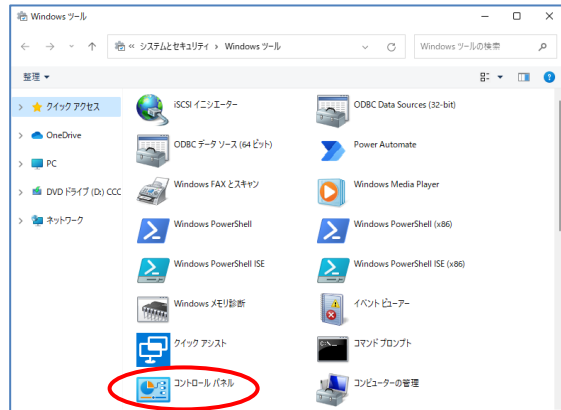 Windows ツール
« システムとセキュリティ › Windows ツール
Windows ツールの検索
整理
クイック アクセス
OneDrive
PC
DVD ドライブ (D:) CCC
ネットワーク
iSCSI イニシエーター
ODBC Data Sources (32-bit)
ODBC データ ソース (64 ビット)
Power Automate
Windows FAX とスキャン
Windows Media Player
Windows PowerShell
Windows PowerShell (x86)
Windows PowerShell ISE
Windows PowerShell ISE (x86)
Windows メモリ診断
イベント ビューアー
クイック アシスト
コマンド プロンプト
コントロール パネル
コンピューターの管理